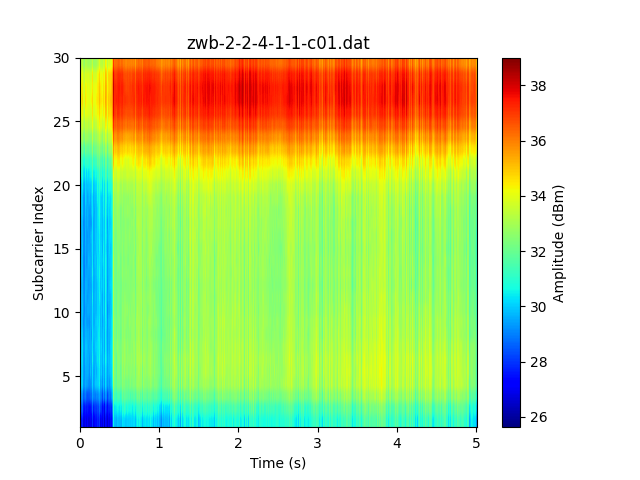 zwb-2-2-4-1-1-c01.dat
30
25
20
15
10
5
Subcarrier Index
0 1 2 3 4 5
Time (s)
38
36
34
32
30
28
26
Amplitude (dBm)